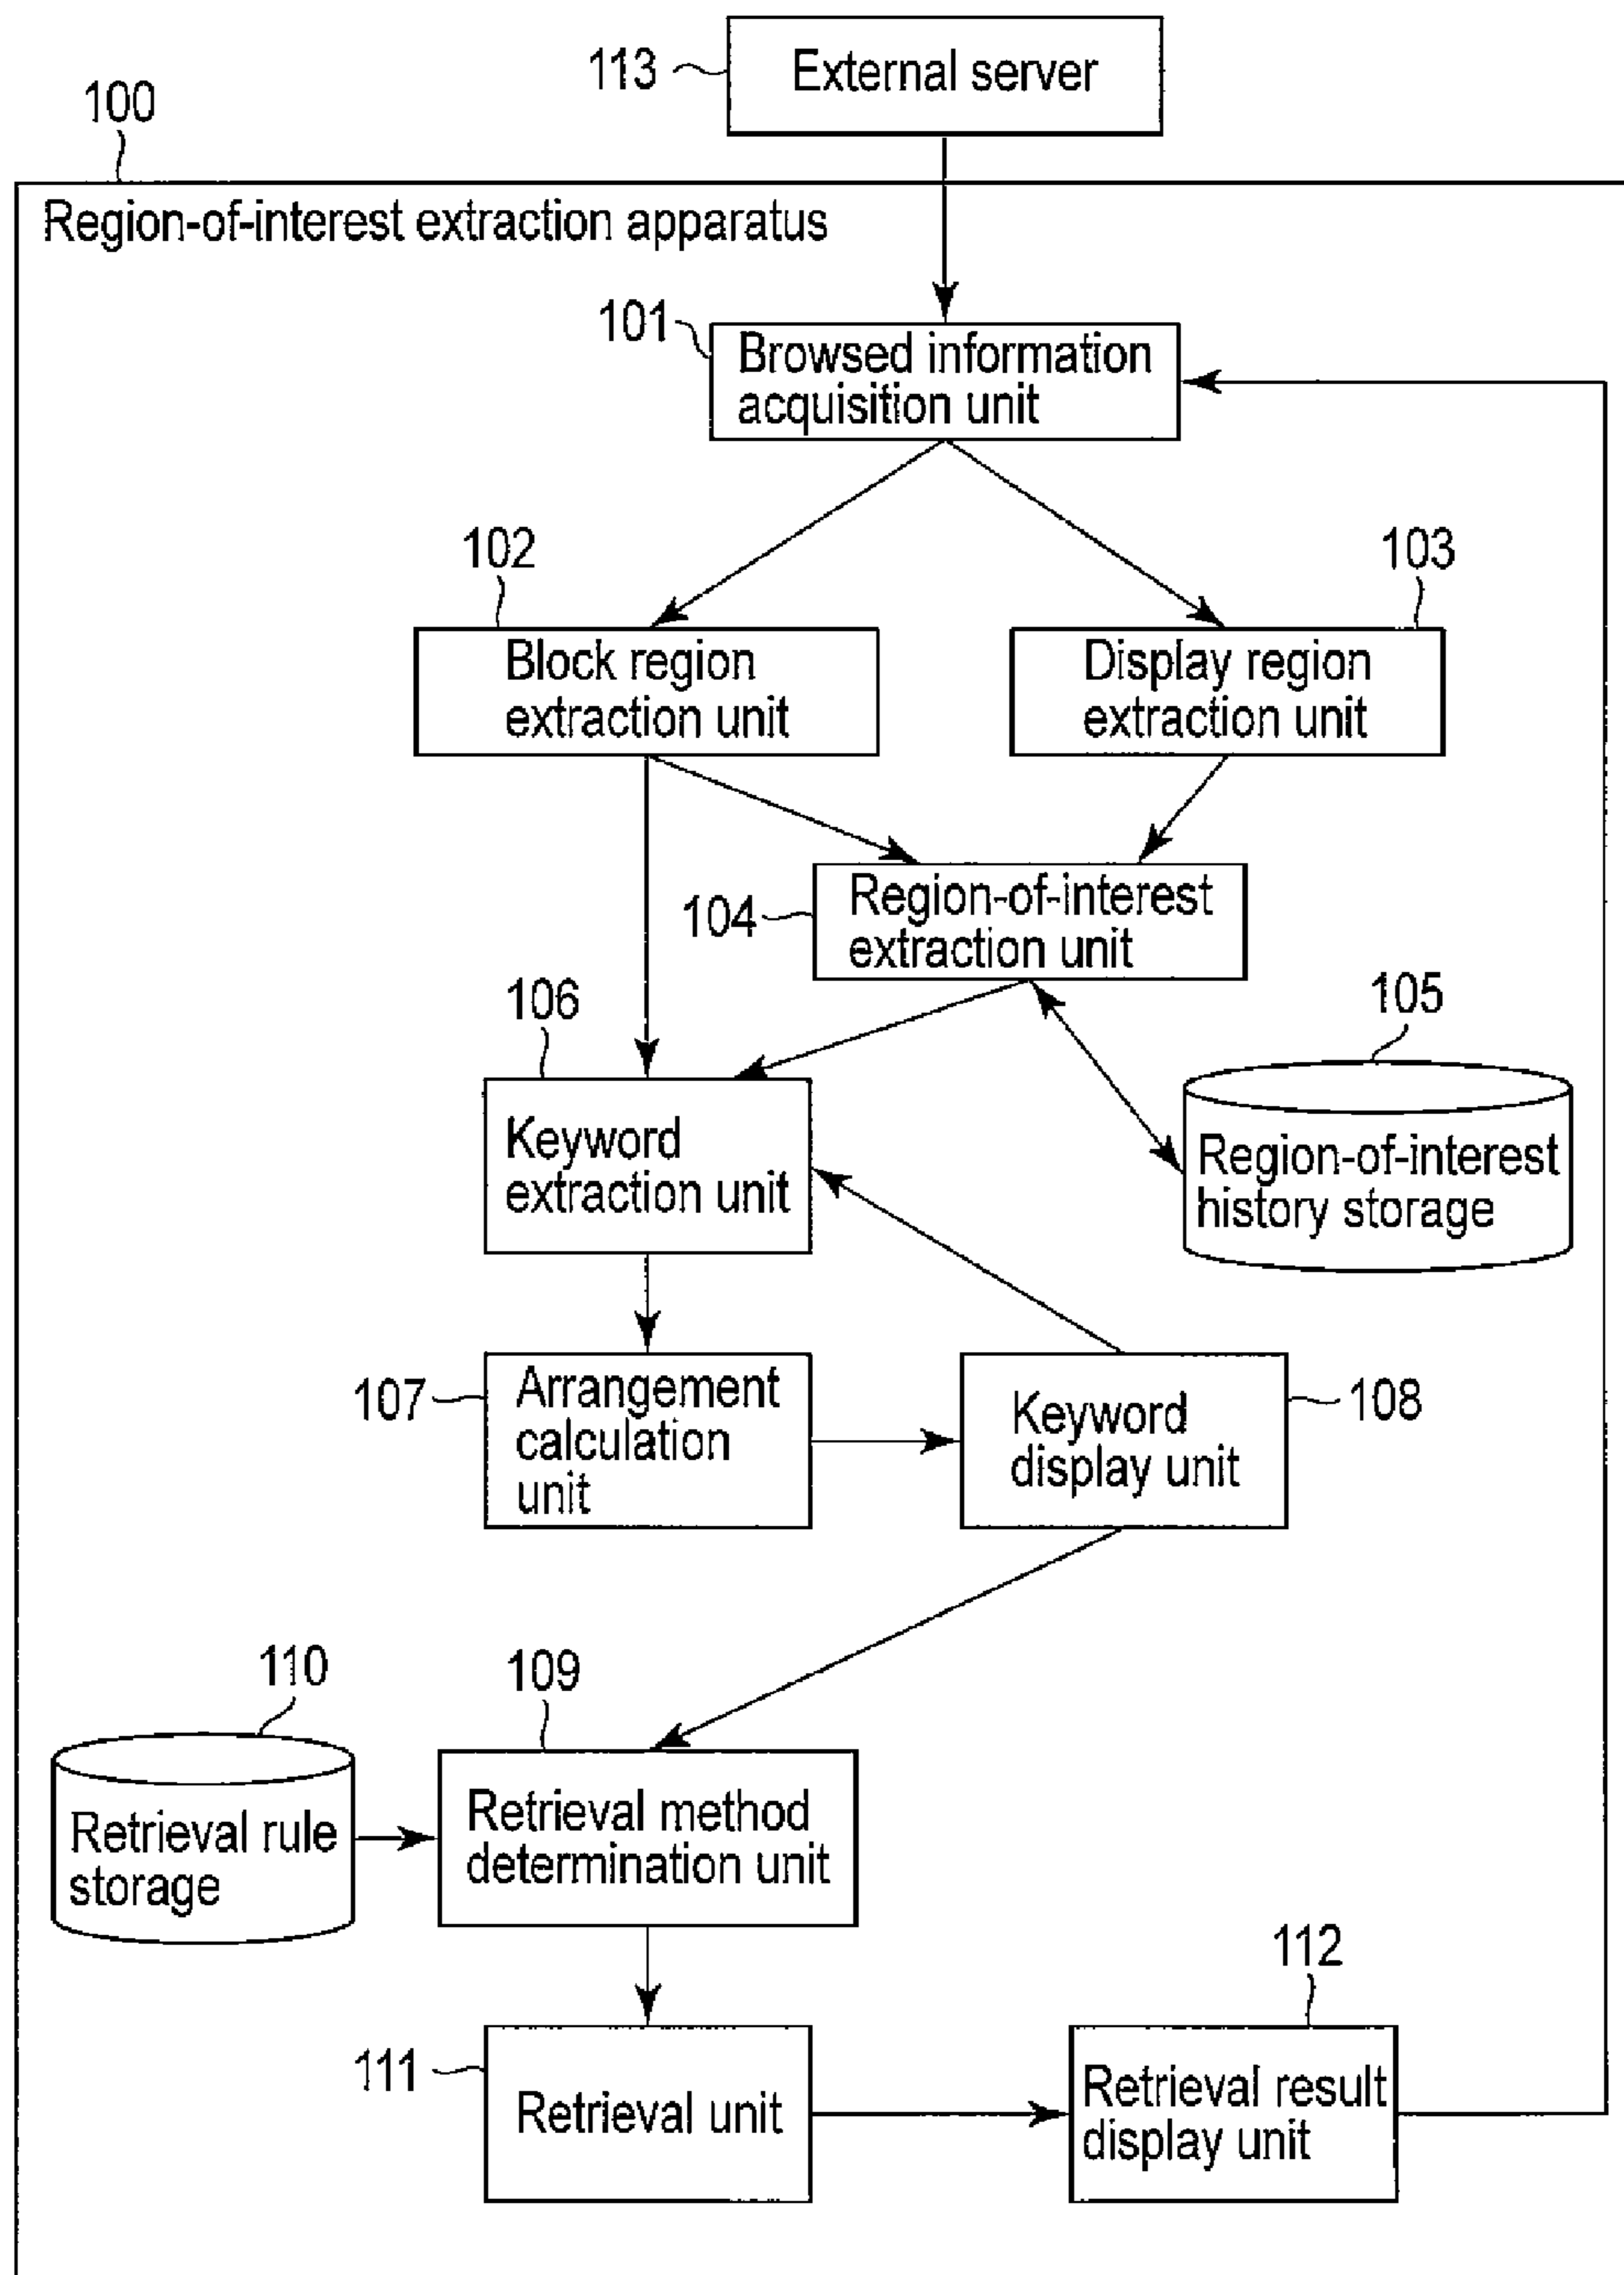 113
External server
100
Region-of-interest extraction apparatus
101
Browsed information
acquisition unit
102
103
Block region
extraction unit
Display region
extraction unit
104
Region-of-interest
extraction unit
106
105
Keyword
extraction unit
Region-of-interest
history storage
107
Arrangement
calculation
unit
Keyword
display unit
108
110
109
Retrieval rule
storage
Retrieval method
determination unit
112
111
Retrieval unit
Retrieval result
display unit